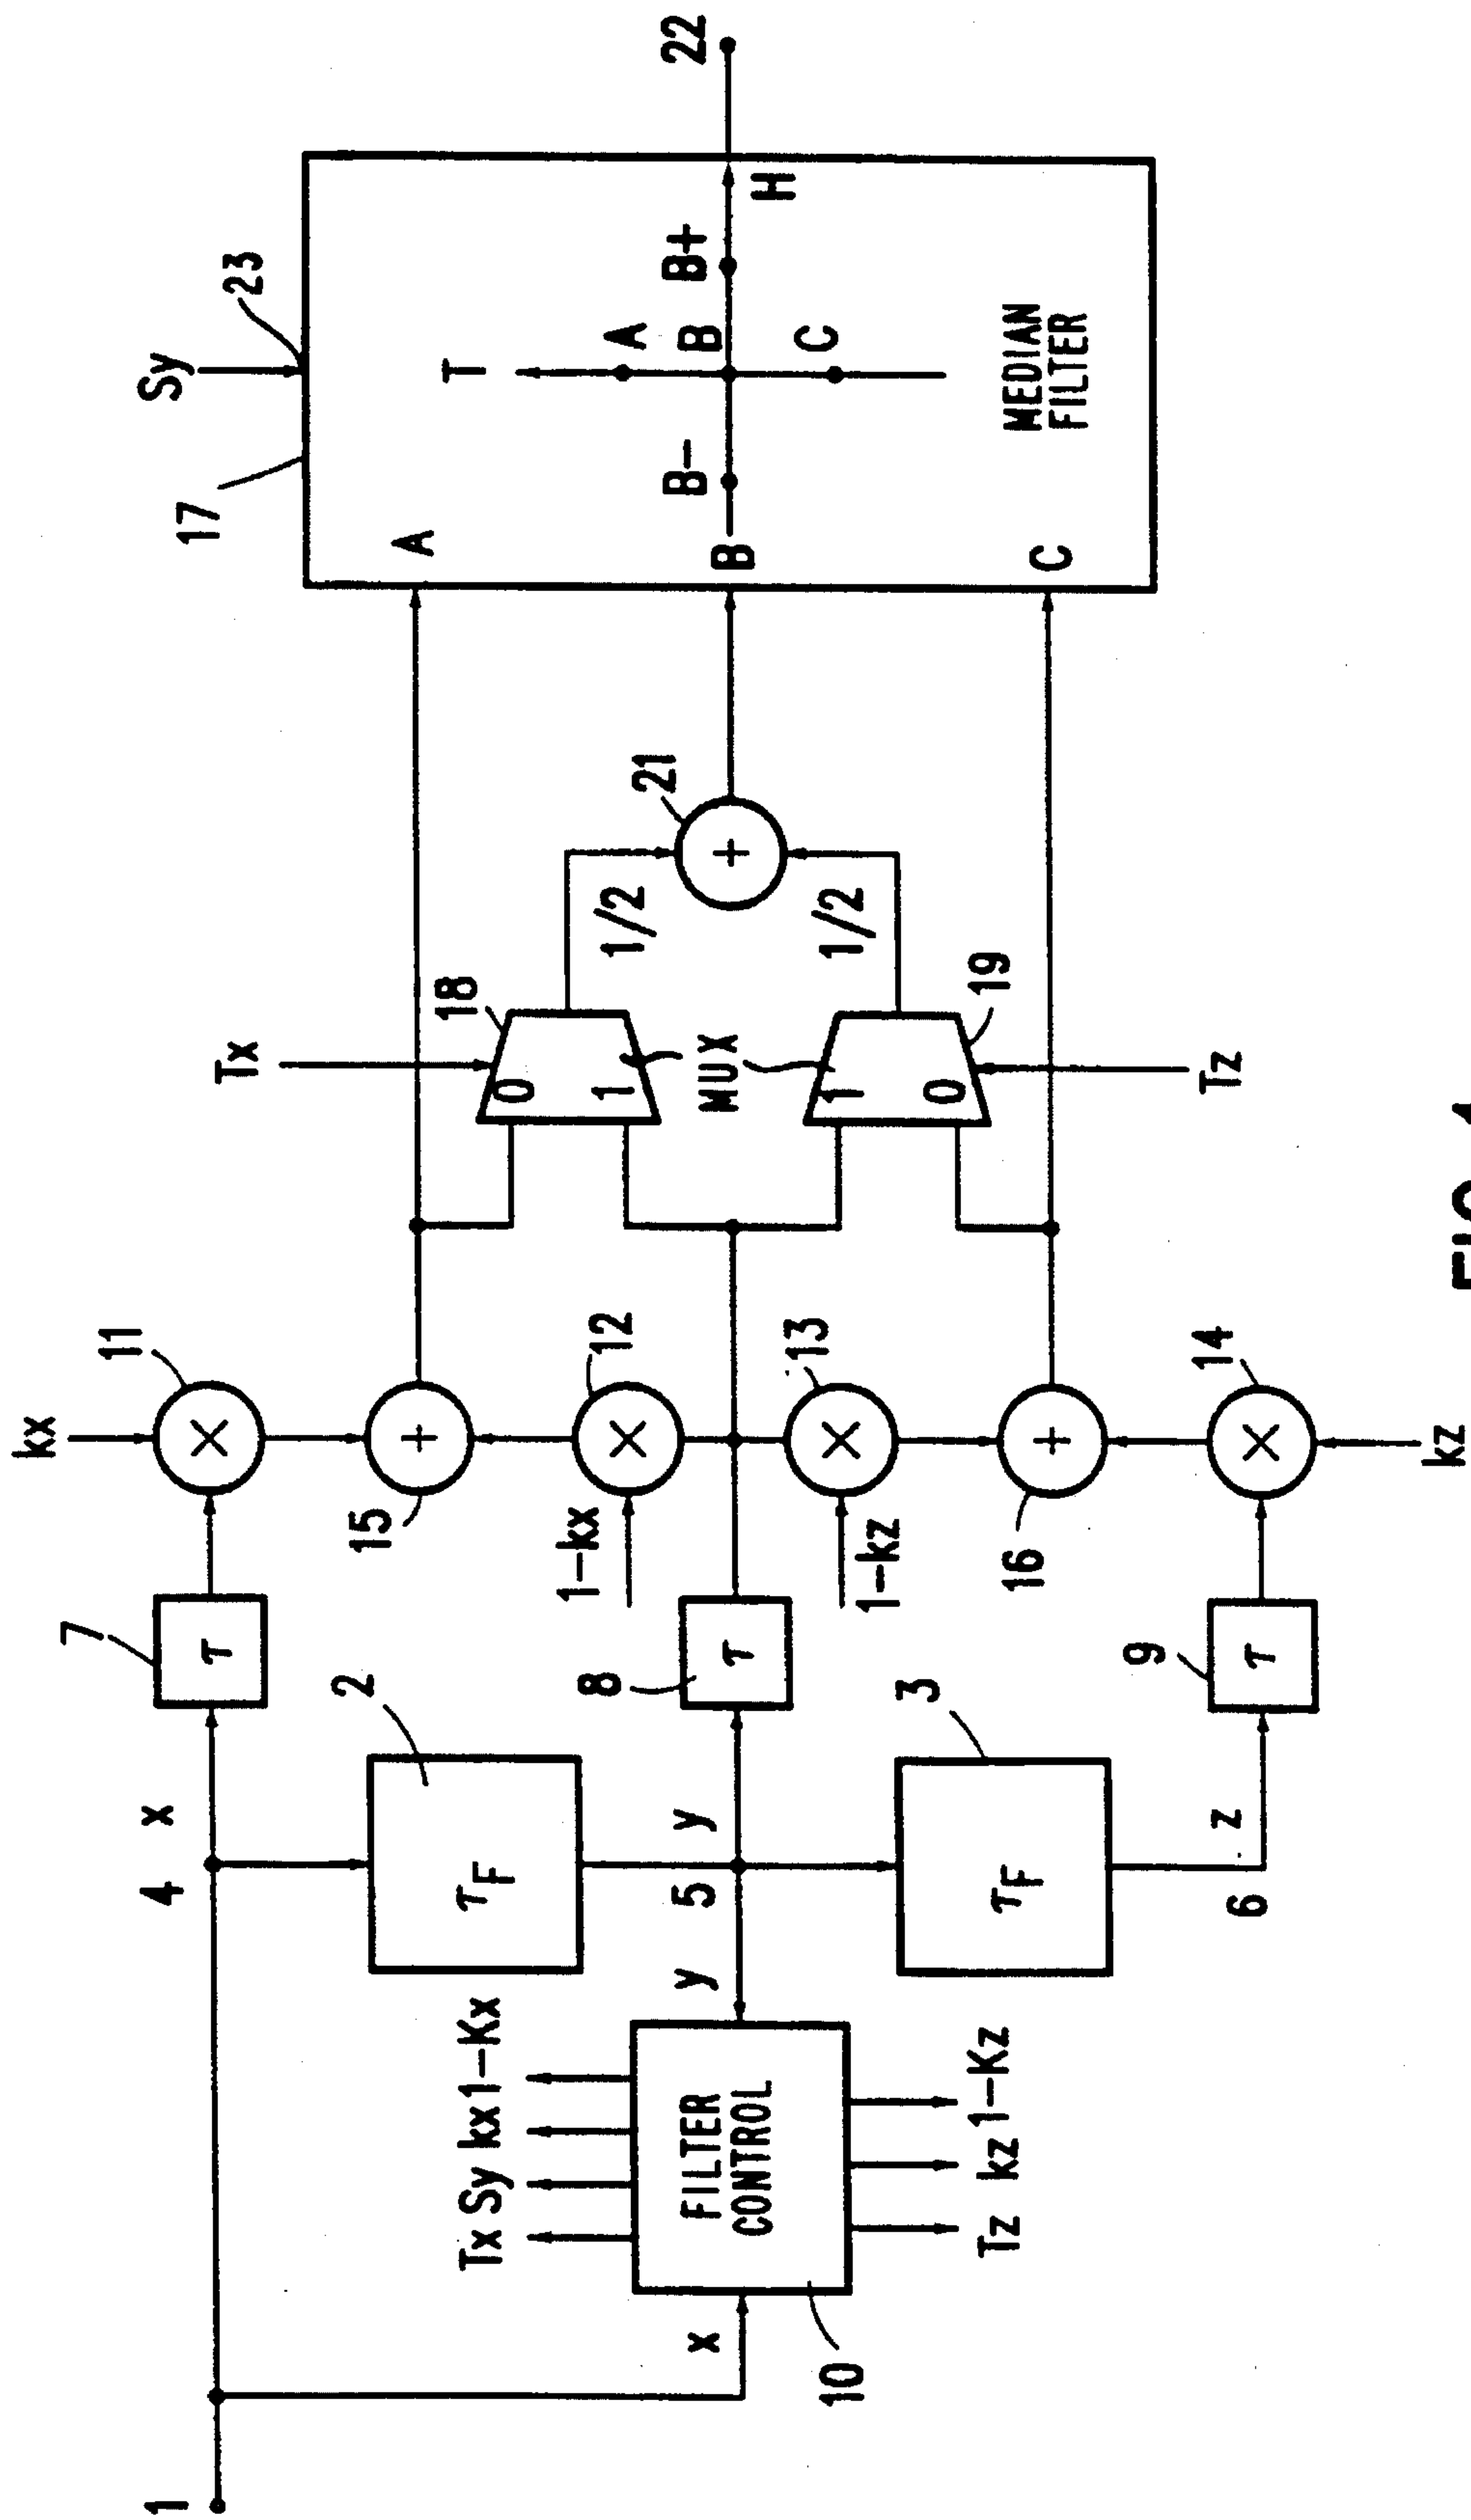 kx
11
7
15
kx
1-kx
12
Tx
18
17
Sy
23
A
T
A
B-
B
B+
H
22
B
C
C
MEDIAN
FILTER
1
4
x
2
τF
Tx Sy kx 1-Kx
x
FILTER
CONTROL
10
y
5
y
8
τ
τ
0
1
MUX
1
0
1/2
1/2
21
19
Tz
Tz kz 1-Kz
3
τF
1-kz
13
16
6
z
9
τ
14
kz